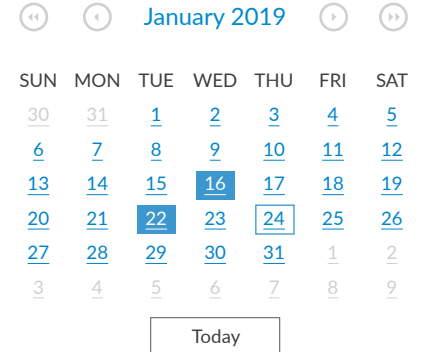 January 2019
SUN MON TUE WED THU FRI SAT
30 31 1 2 3 4 5
6 7 8 9 10 11 12
13 14 15 16 17 18 19
20 21 22 23 24 25 26
27 28 29 30 31 1 2
3 4 5 6 7 8 9
Today